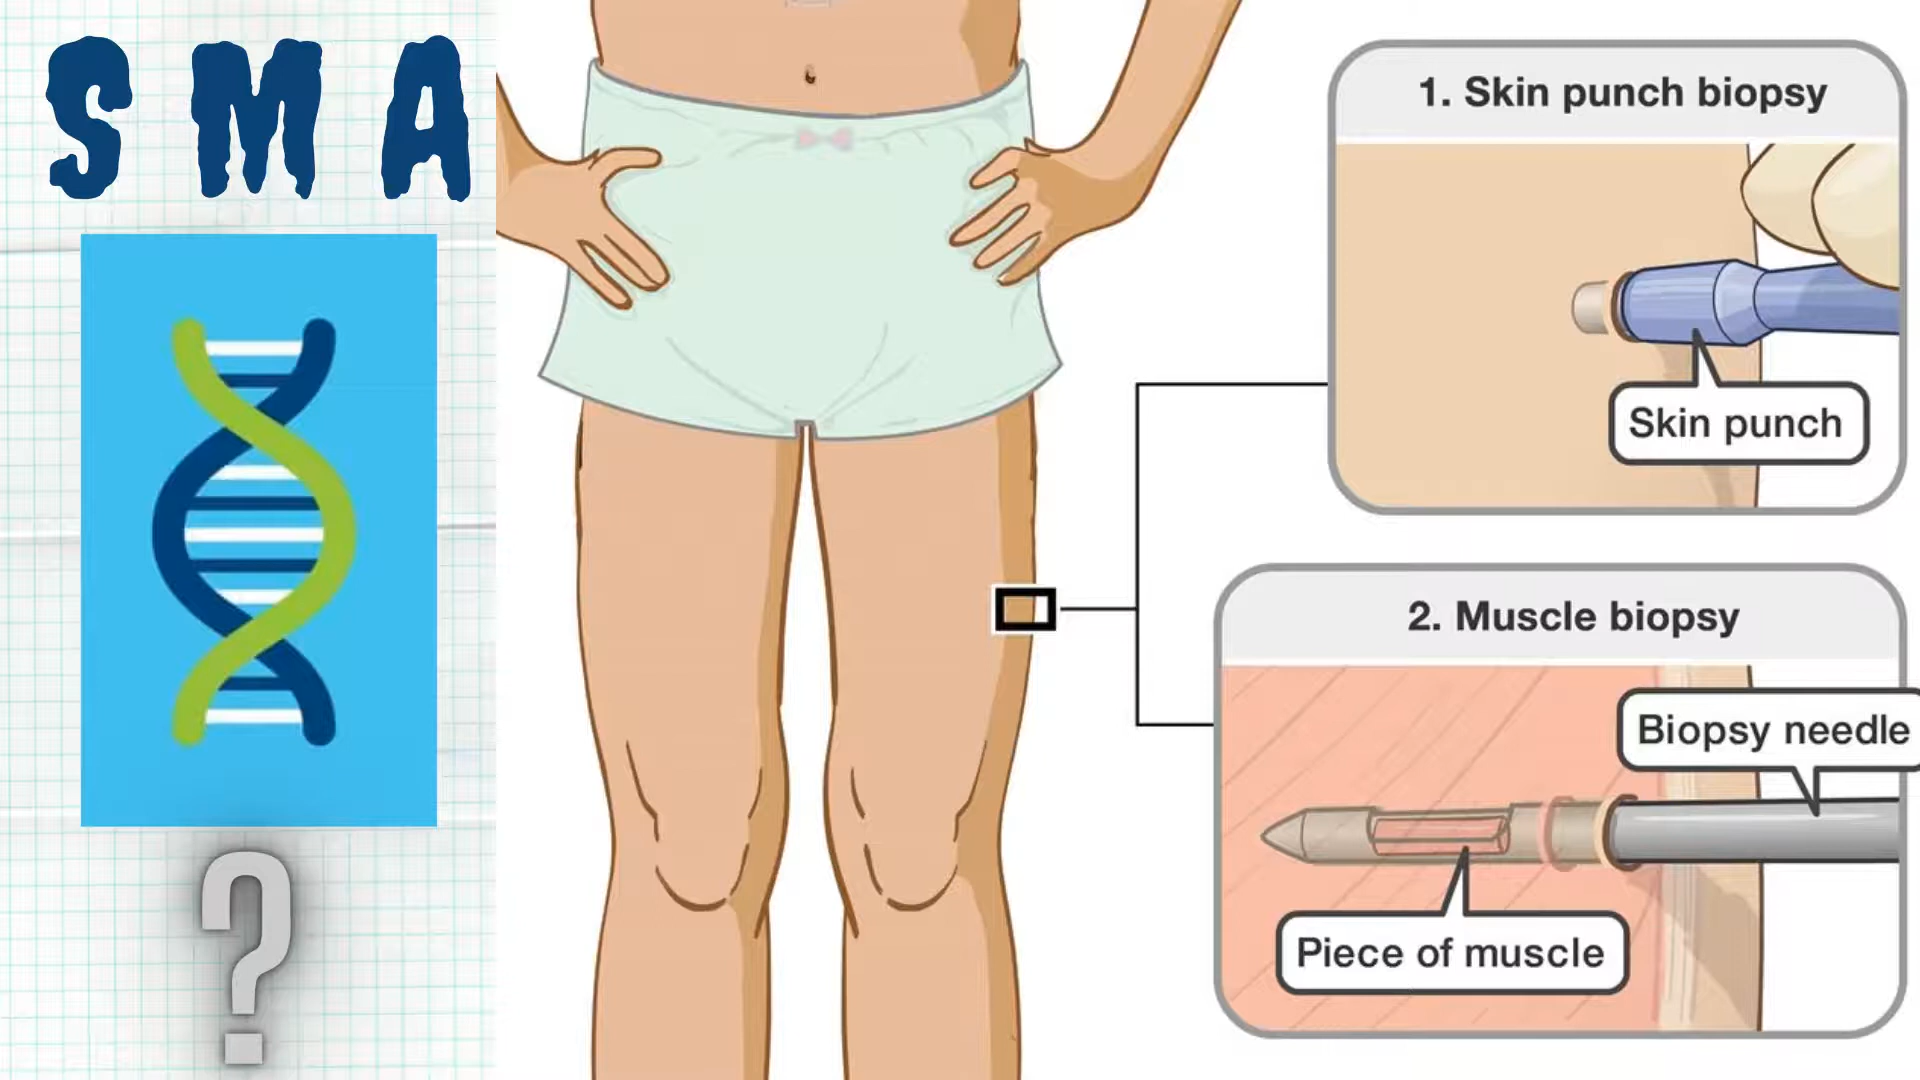 S M A
?
1. Skin punch biopsy
Skin punch
2. Muscle biopsy
Biopsy needle
Piece of muscle